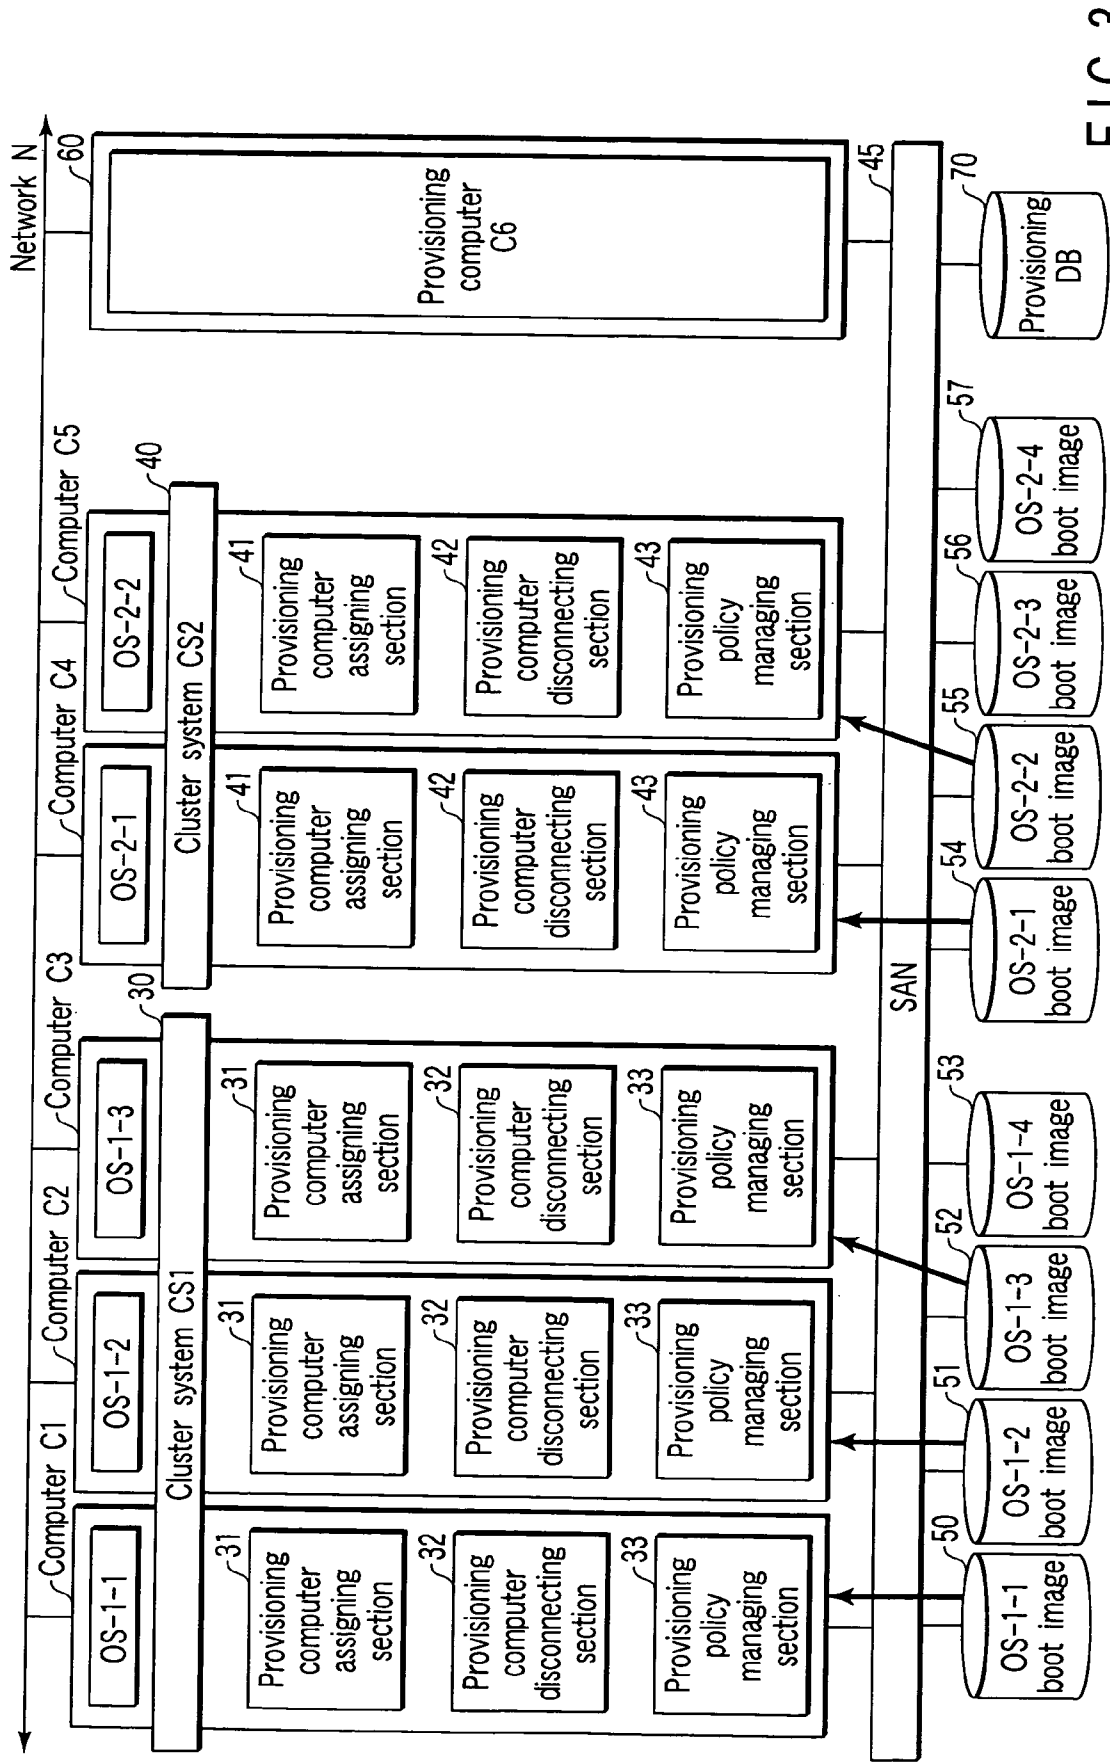 Network N
Computer C1
Computer C2
Computer C3
Computer C4
Computer C5
60
OS-1-1
OS-1-2
OS-1-3
OS-2-1
OS-2-2
30
40
Cluster system CS1
Cluster system CS2
Provisioning
computer
C6
31
Provisioning
computer
assigning
section
31
Provisioning
computer
assigning
section
31
Provisioning
computer
assigning
section
41
Provisioning
computer
assigning
section
41
Provisioning
computer
assigning
section
32
Provisioning
computer
disconnecting
section
32
Provisioning
computer
disconnecting
section
32
Provisioning
computer
disconnecting
section
42
Provisioning
computer
disconnecting
section
42
Provisioning
computer
disconnecting
section
33
Provisioning
policy
managing
section
33
Provisioning
policy
managing
section
33
Provisioning
policy
managing
section
43
Provisioning
policy
managing
section
43
Provisioning
policy
managing
section
45
SAN
50
OS-1-1
boot image
51
OS-1-2
boot image
52
OS-1-3
boot image
53
OS-1-4
boot image
54
OS-2-1
boot image
55
OS-2-2
boot image
56
OS-2-3
boot image
57
OS-2-4
boot image
70
Provisioning
DB